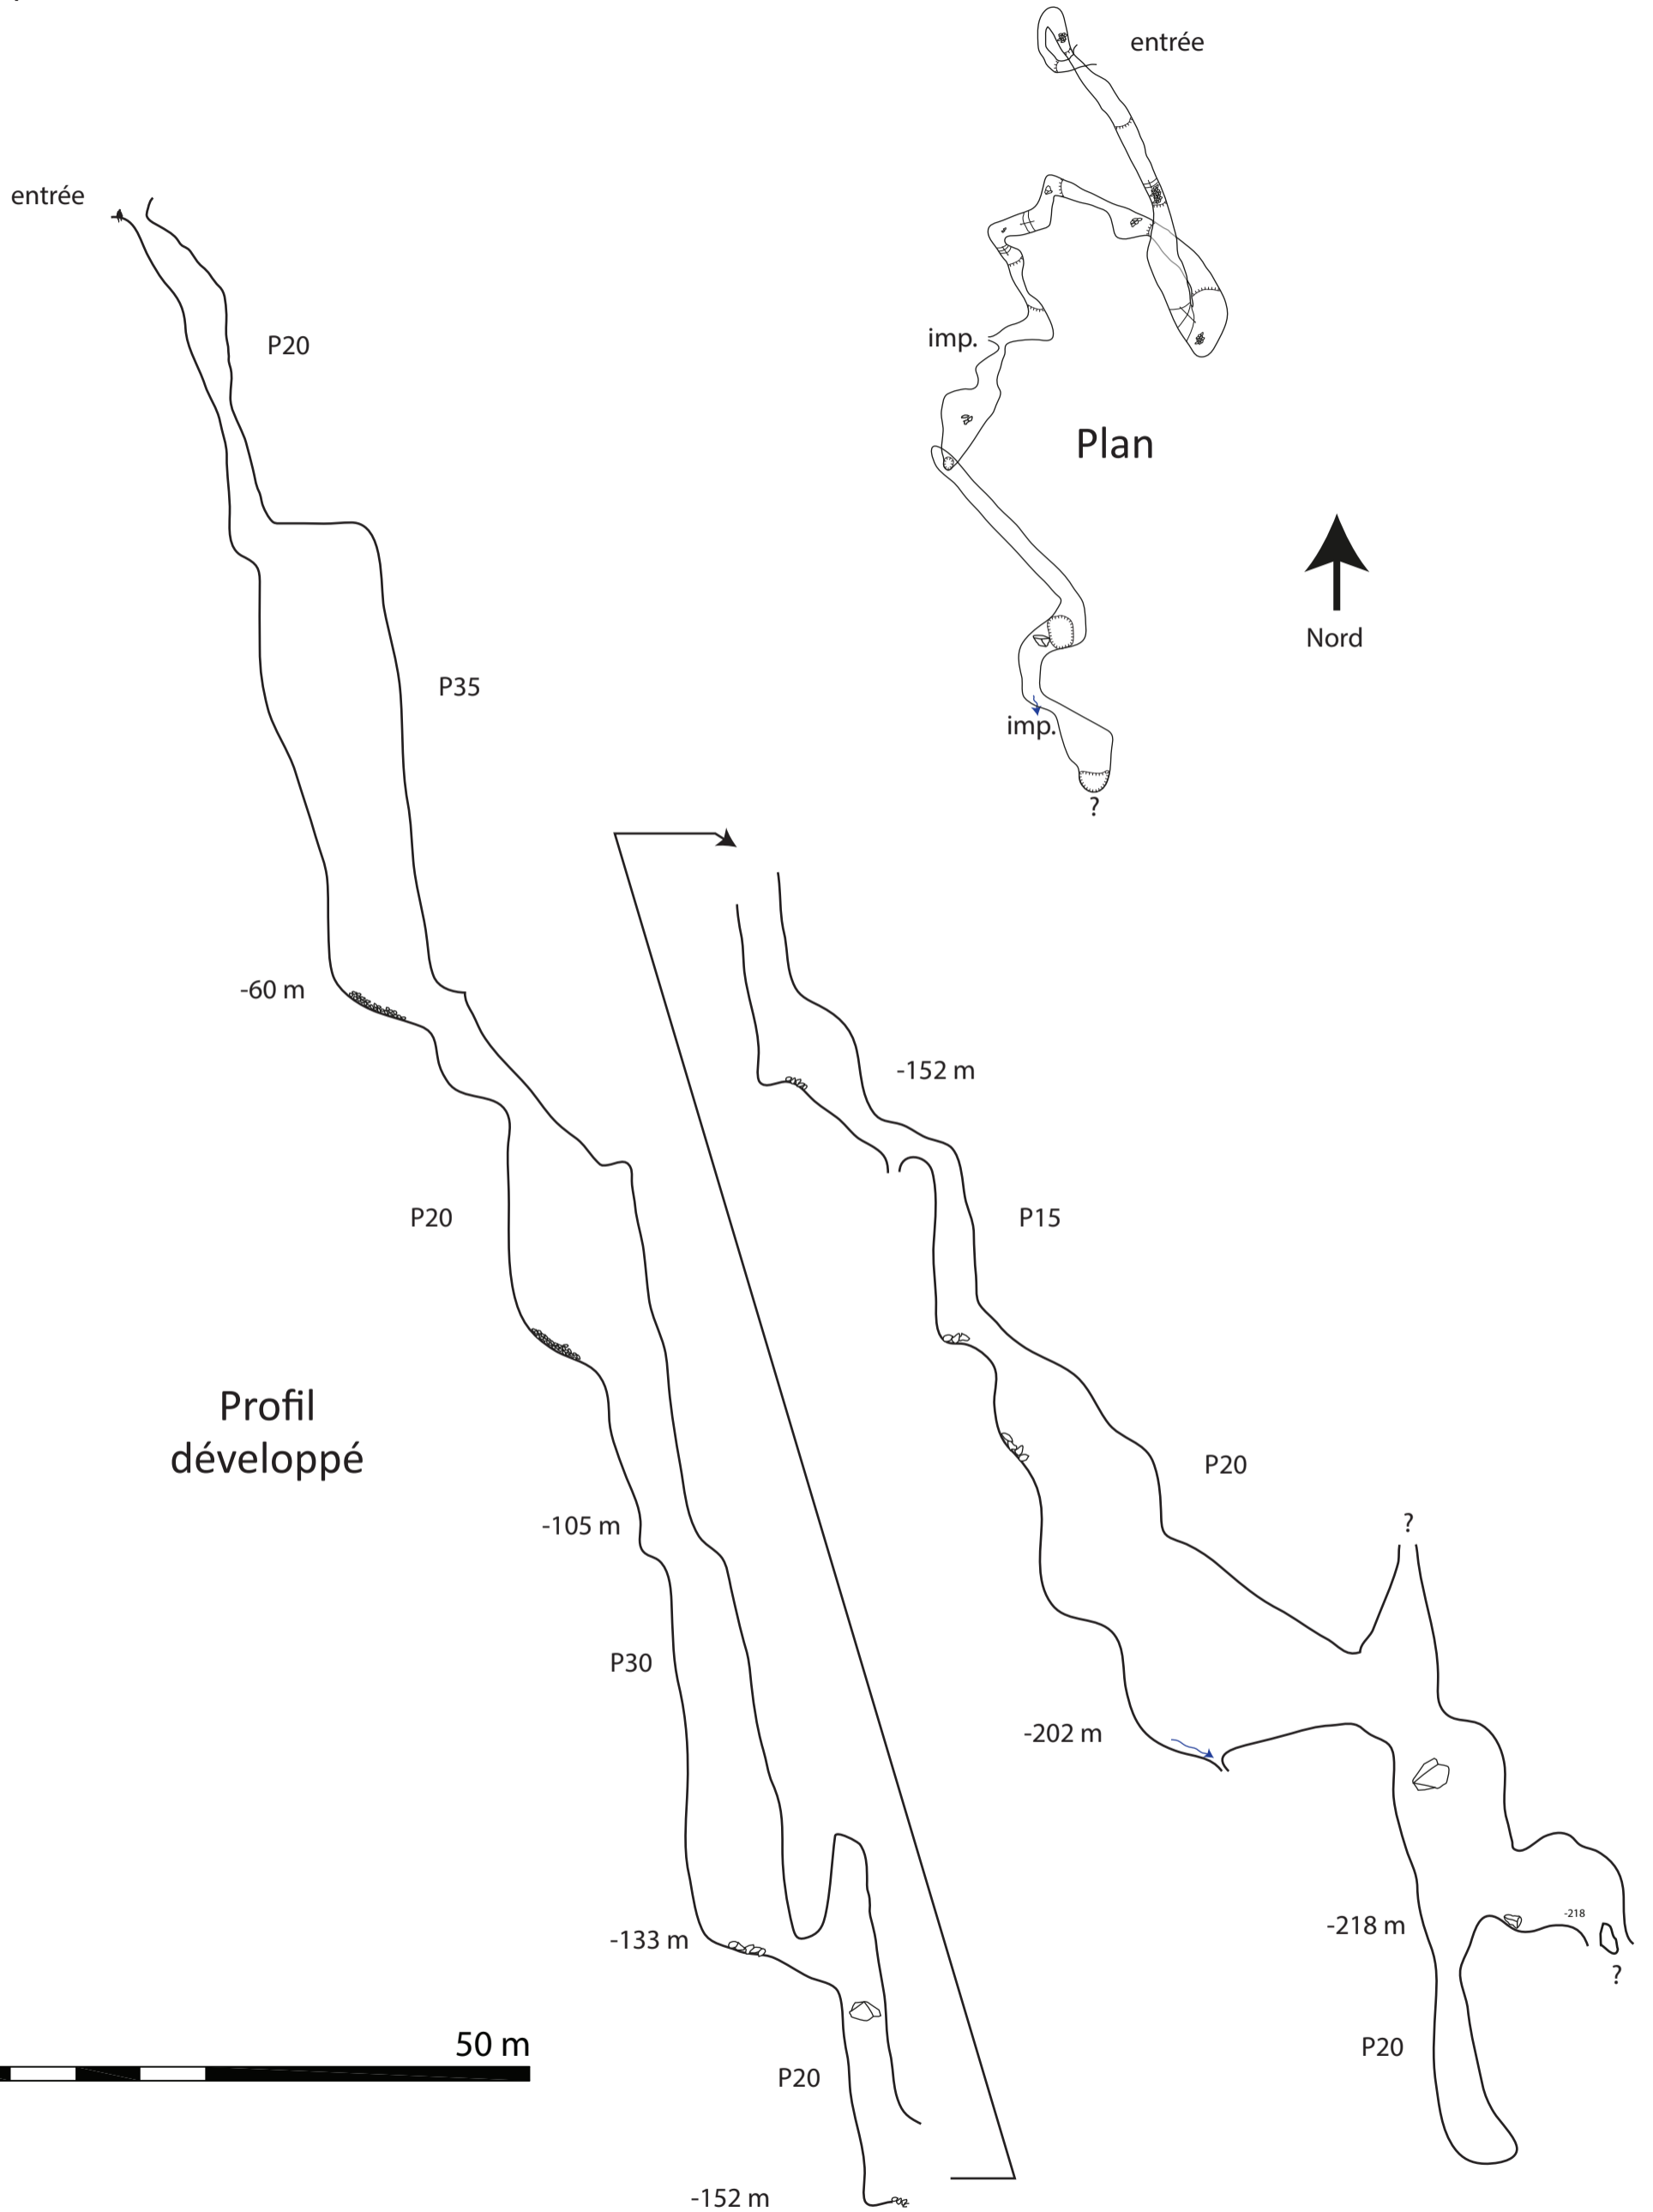 entrée
entrée
P20
imp.
Plan
Nord
P35
imp.
?
-60 m
-152 m
P20
P15
Profil
développé
P20
-105 m
?
P30
-202 m
-133 m
-218 m
-218
?
50 m
P20
P20
-152 m